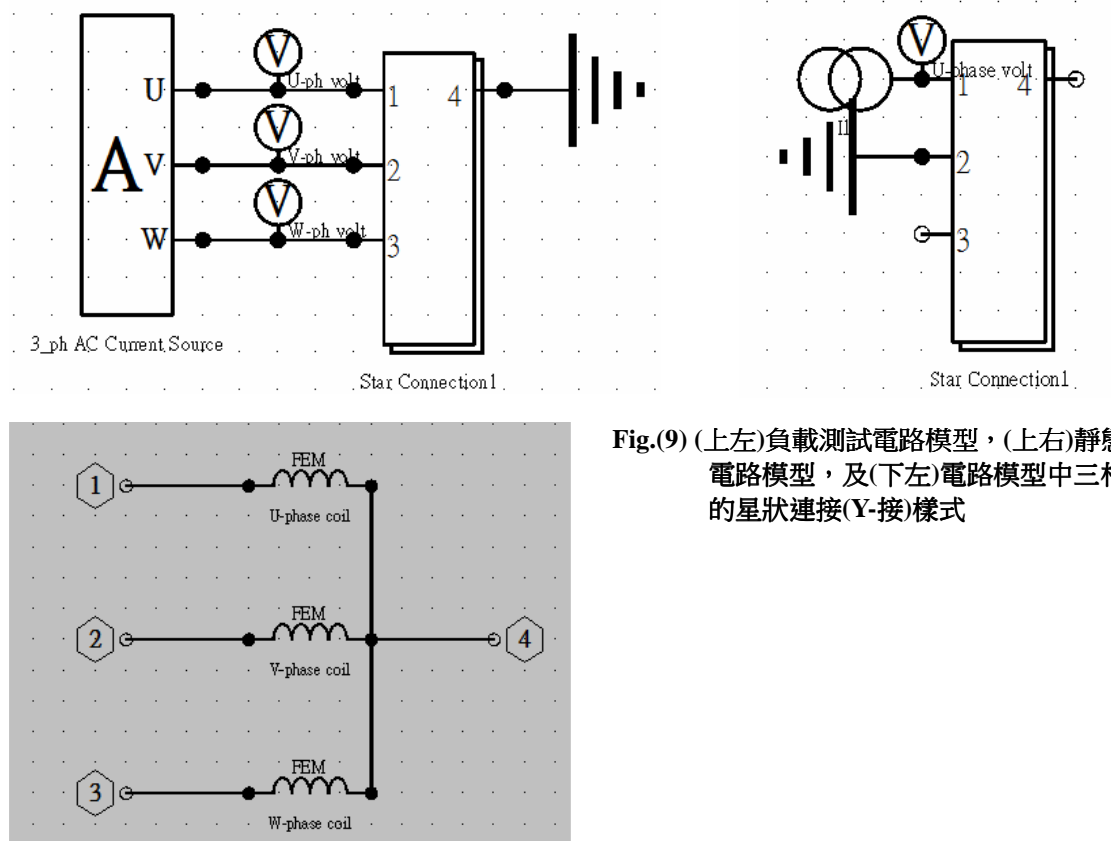 U
V
W
A
V
U-ph volt
V
V-ph volt
V
W-ph volt
1
2
3
4
3_ph AC Current Source
Star Connection1
V
U-phase volt
I1
1
2
3
4
Star Connection1
1
FEM
U-phase coil
2
FEM
V-phase coil
4
3
FEM
W-phase coil
Fig.(9) (上左)負載測試電路模型，(上右)靜態
電路模型，及(下左)電路模型中三相
的星狀連接(Y-接)樣式